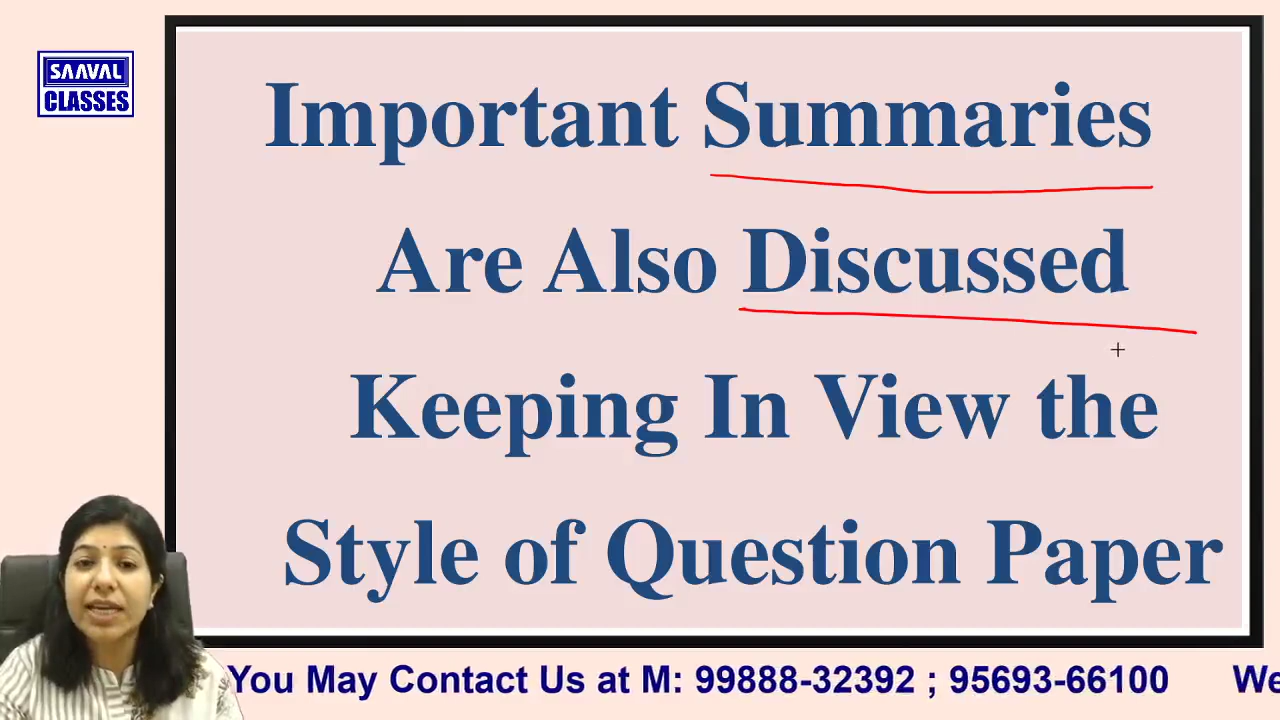 SAAVAL
CLASSES
Important Summaries
Are Also Discussed
Keeping In View the
Style of Question Paper
You May Contact Us at M: 99888-32392 ; 95693-66100 We